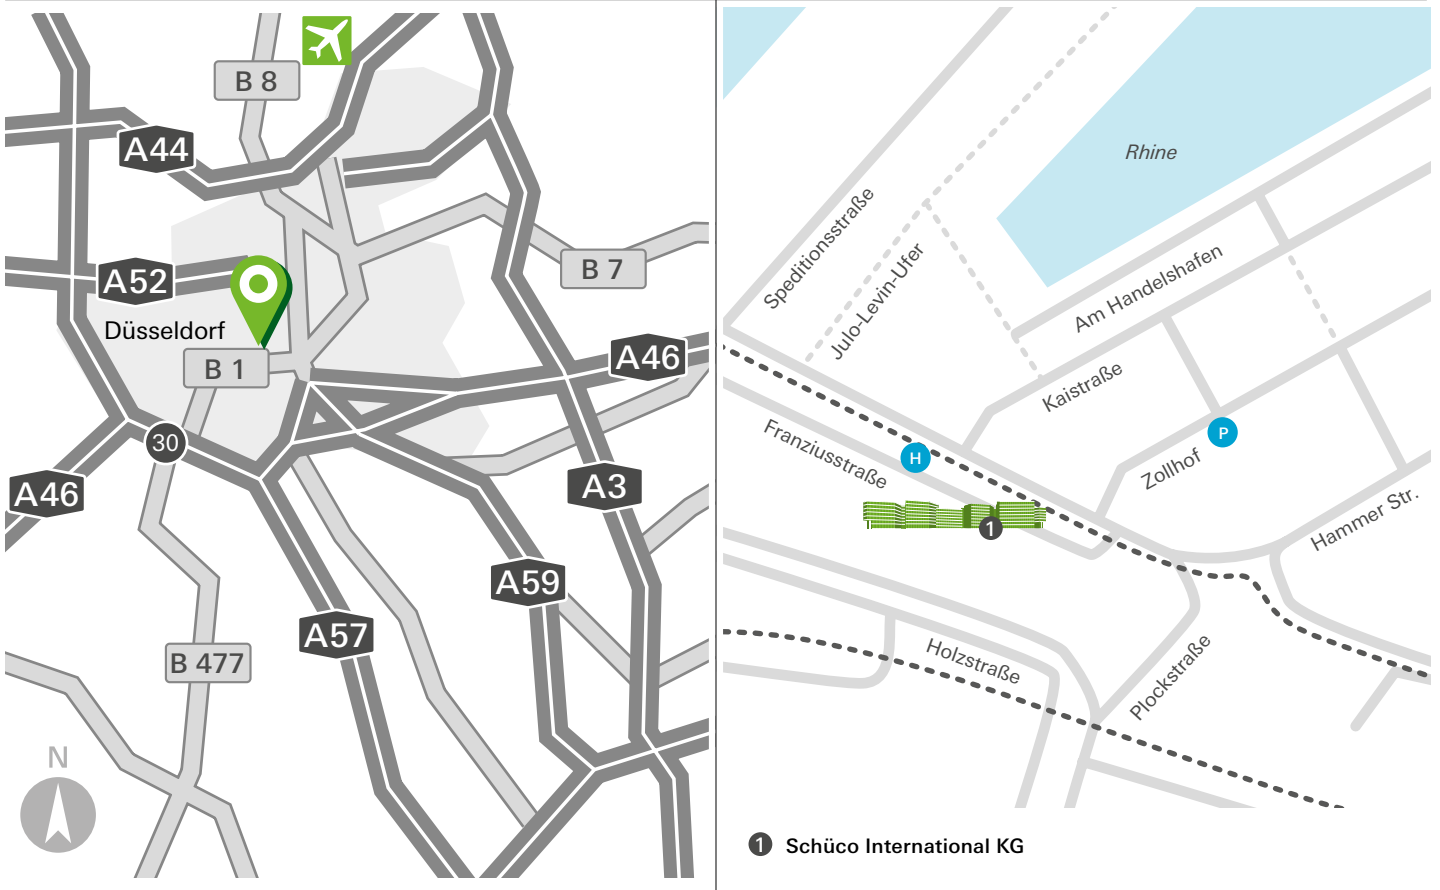 B 8
A44
A52
B 7
Düsseldorf
B 1
A46
30
A46
A3
A59
A57
B 477
N
Rhine
Speditionsstraße
Julo-Levin-Ufer
Am Handelshafen
Kaistraße
Franziusstraße
H
P
Zollhof
Hammer Str.
1
Holzstraße
Plockstraße
1 Schüco International KG